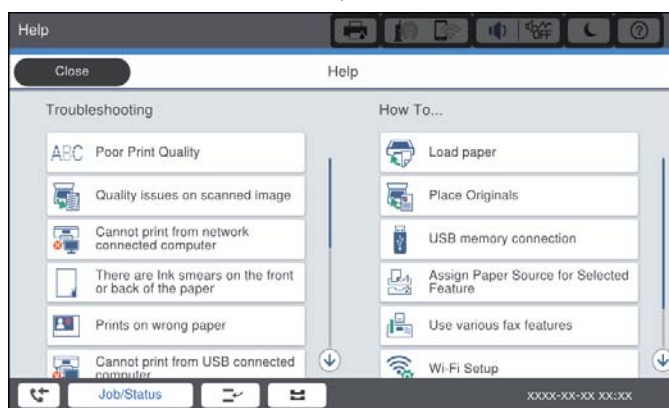 Help
OFF
Close
Help
Troubleshooting
How To...
ABC
Poor Print Quality
Load paper
Quality issues on scanned image
Place Originals
Cannot print from network
connected computer
USB memory connection
There are Ink smears on the front
or back of the paper
Assign Paper Source for Selected
Feature
Prints on wrong paper
Use various fax features
Cannot print from USB connected
computer
Wi-Fi Setup
Job/Status
XXXX-XX-XX XX:XX